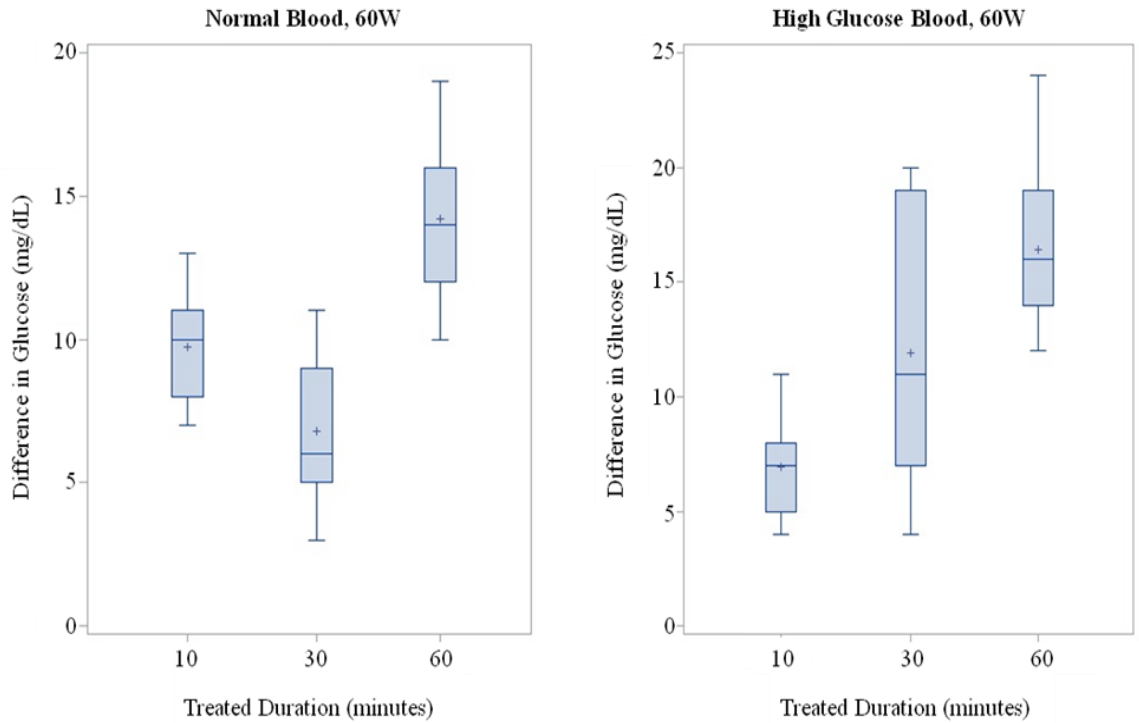 Normal Blood, 60W
20
15
10
5
0
Difference in Glucose (mg/dL)
10 30 60
Treated Duration (minutes)
High Glucose Blood, 60W
25
20
15
10
5
0
Difference in Glucose (mg/dL)
10 30 60
Treated Duration (minutes)